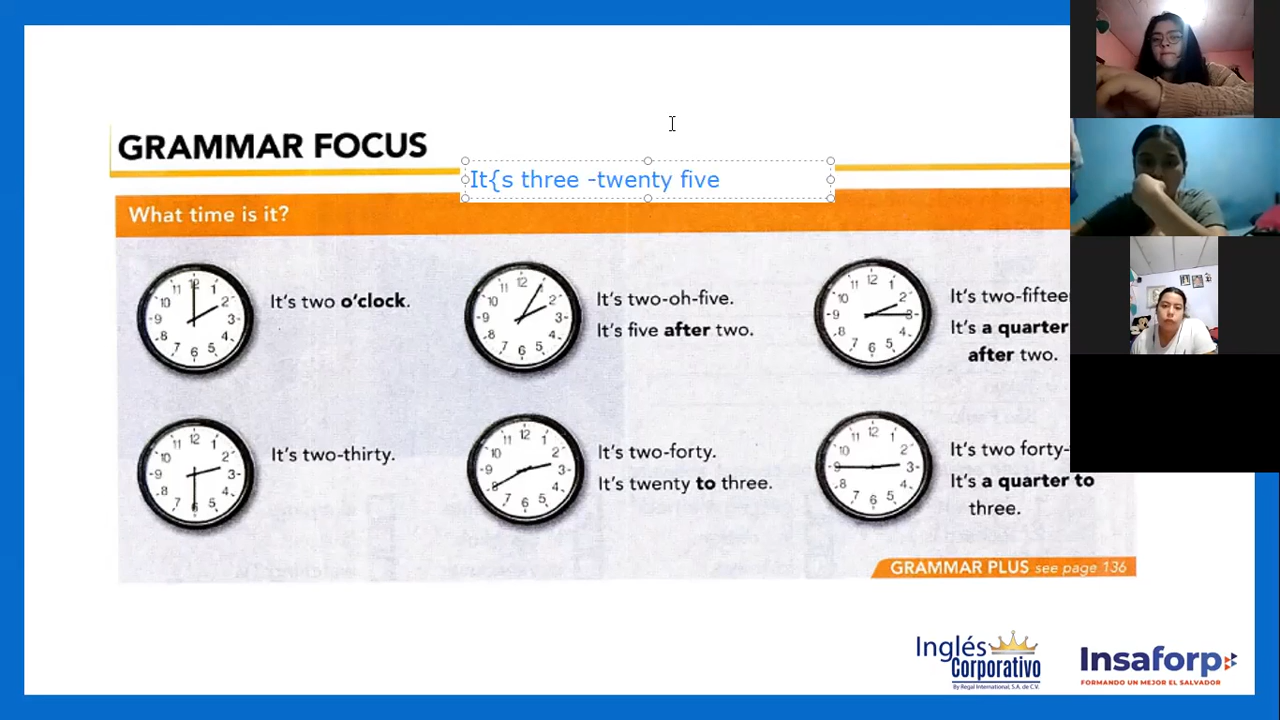 GRAMMAR FOCUS
It{s three -twenty five
What time is it?
It's two o'clock.
It's two-oh-five.
It's five after two.
It's two-fifteen
It's a quarter
after two.
It's two-thirty.
It's two-forty.
It's twenty to three.
It's two forty-
It's a quarter to
three.
GRAMMAR PLUS see page 136
Inglés
Corporativo
By Regal International, S.A. de C.V.
Insaforp
FORMANDO UN MEJOR EL SALVADOR